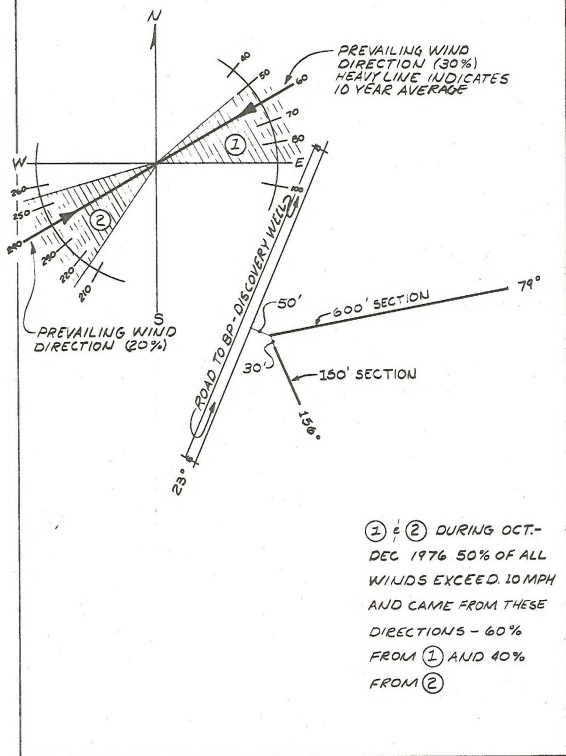 N
PREVAILING WIND
DIRECTION (30%)
HEAVY LINE INDICATES
10 YEAR AVERAGE
40
50
60
70
80
①
W
E
100
260
250
240
230
220
210
②
S
PREVAILING WIND
DIRECTION (20%)
ROAD TO BP-DISCOVERY WELL
50'
600' SECTION
79°
30'
150' SECTION
156°
23°
① & ② DURING OCT.-
DEC 1976 50% OF ALL
WINDS EXCEED. 10 MPH
AND CAME FROM THESE
DIRECTIONS - 60%
FROM ① AND 40%
FROM ②